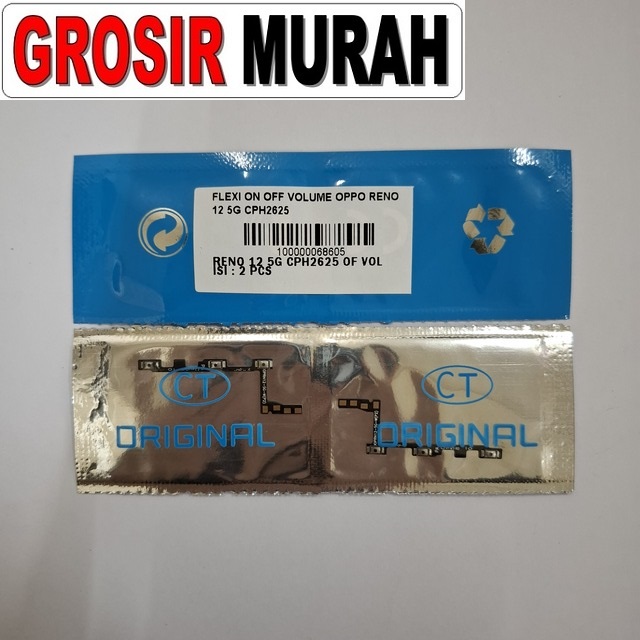 GROSIR MURAH
FLEXI ON OFF VOLUME OPPO RENO
12 5G CPH2625
100000068605
RENO 12 5G CPH2625 OF VOL
ISI : 2 PCS
CT
ORIGINAL
CT
ORIGINAL